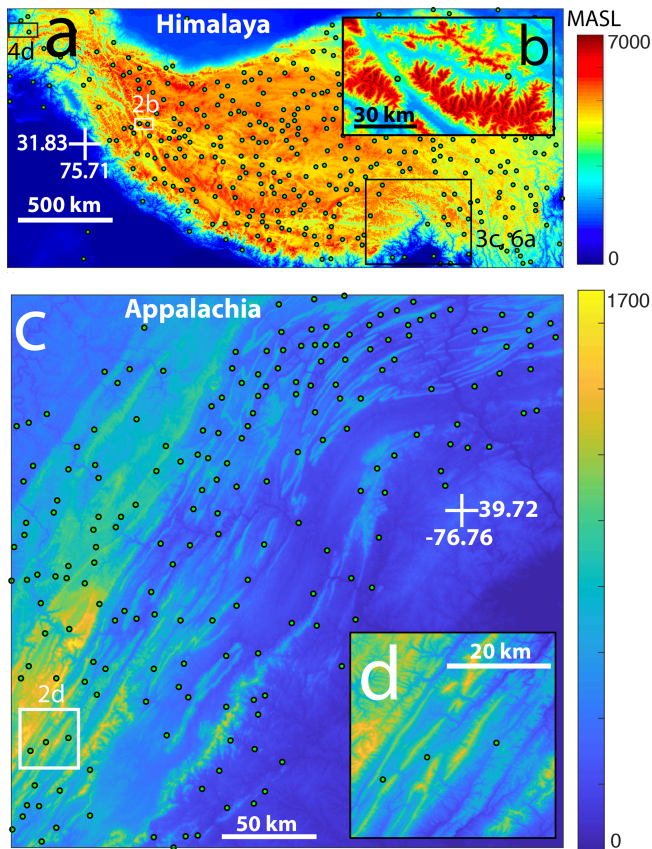 Himalaya
MASL
a
b
7000
4d
2b
30 km
31.83
75.71
500 km
3c, 6a
0
c
Appalachia
1700
39.72
-76.76
d
20 km
2d
50 km
0